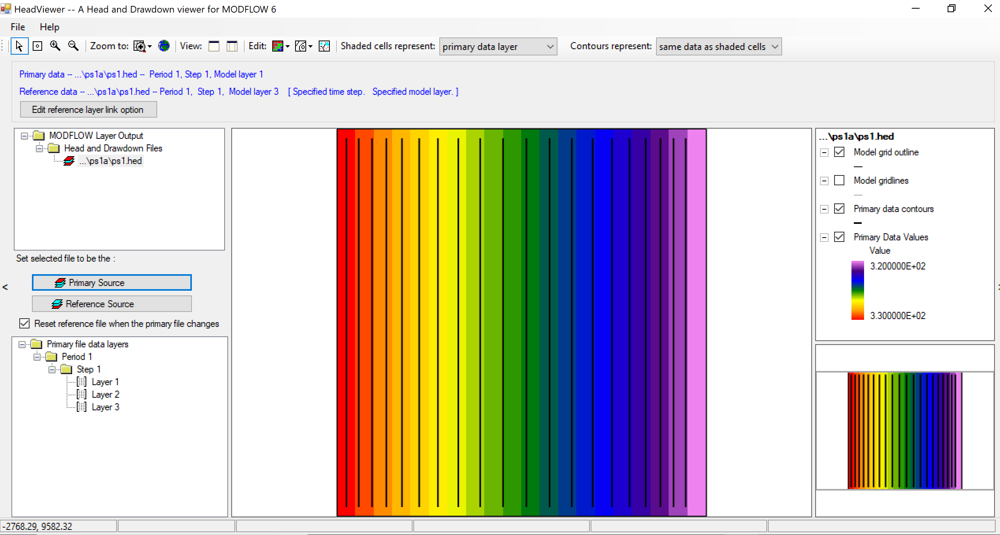 HeadViewer -- A Head and Drawdown viewer for MODFLOW 6
File Help
Zoom to: View: Edit: Shaded cells represent: primary data layer Contours represent: same data as shaded cells
Primary data -- ...\ps1a\ps1.hed -- Period 1, Step 1, Model layer 1
Reference data -- ...\ps1a\ps1.hed -- Period 1, Step 1, Model layer 3 [ Specified time step. Specified model layer. ]
Edit reference layer link option
MODFLOW Layer Output
Head and Drawdown Files
...\ps1a\ps1.hed
Set selected file to be the :
Primary Source
Reference Source
Reset reference file when the primary file changes
Primary file data layers
Period 1
Step 1
Layer 1
Layer 2
Layer 3
...\ps1a\ps1.hed
Model grid outline
Model gridlines
Primary data contours
Primary Data Values
Value
3.200000E+02
3.300000E+02
-2768.29, 9582.32